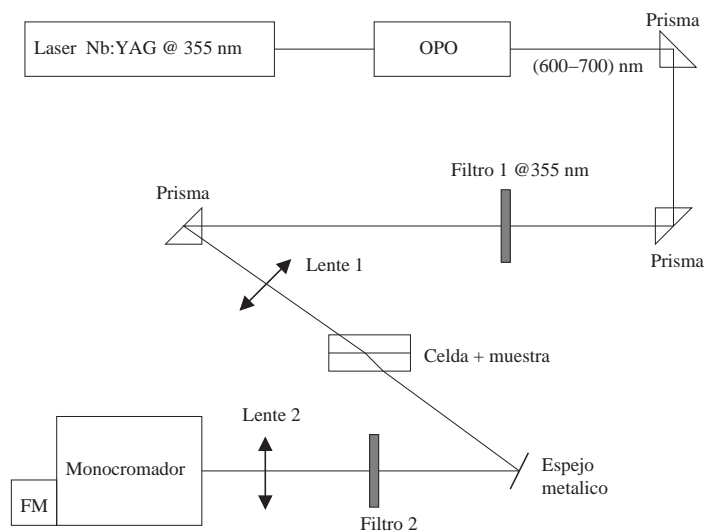 Prisma
Laser Nb:YAG @ 355 nm
OPO
(600–700) nm
Filtro 1 @355 nm
Prisma
Prisma
Lente 1
Celda + muestra
Lente 2
Monocromador
Espejo
metalico
FM
Filtro 2